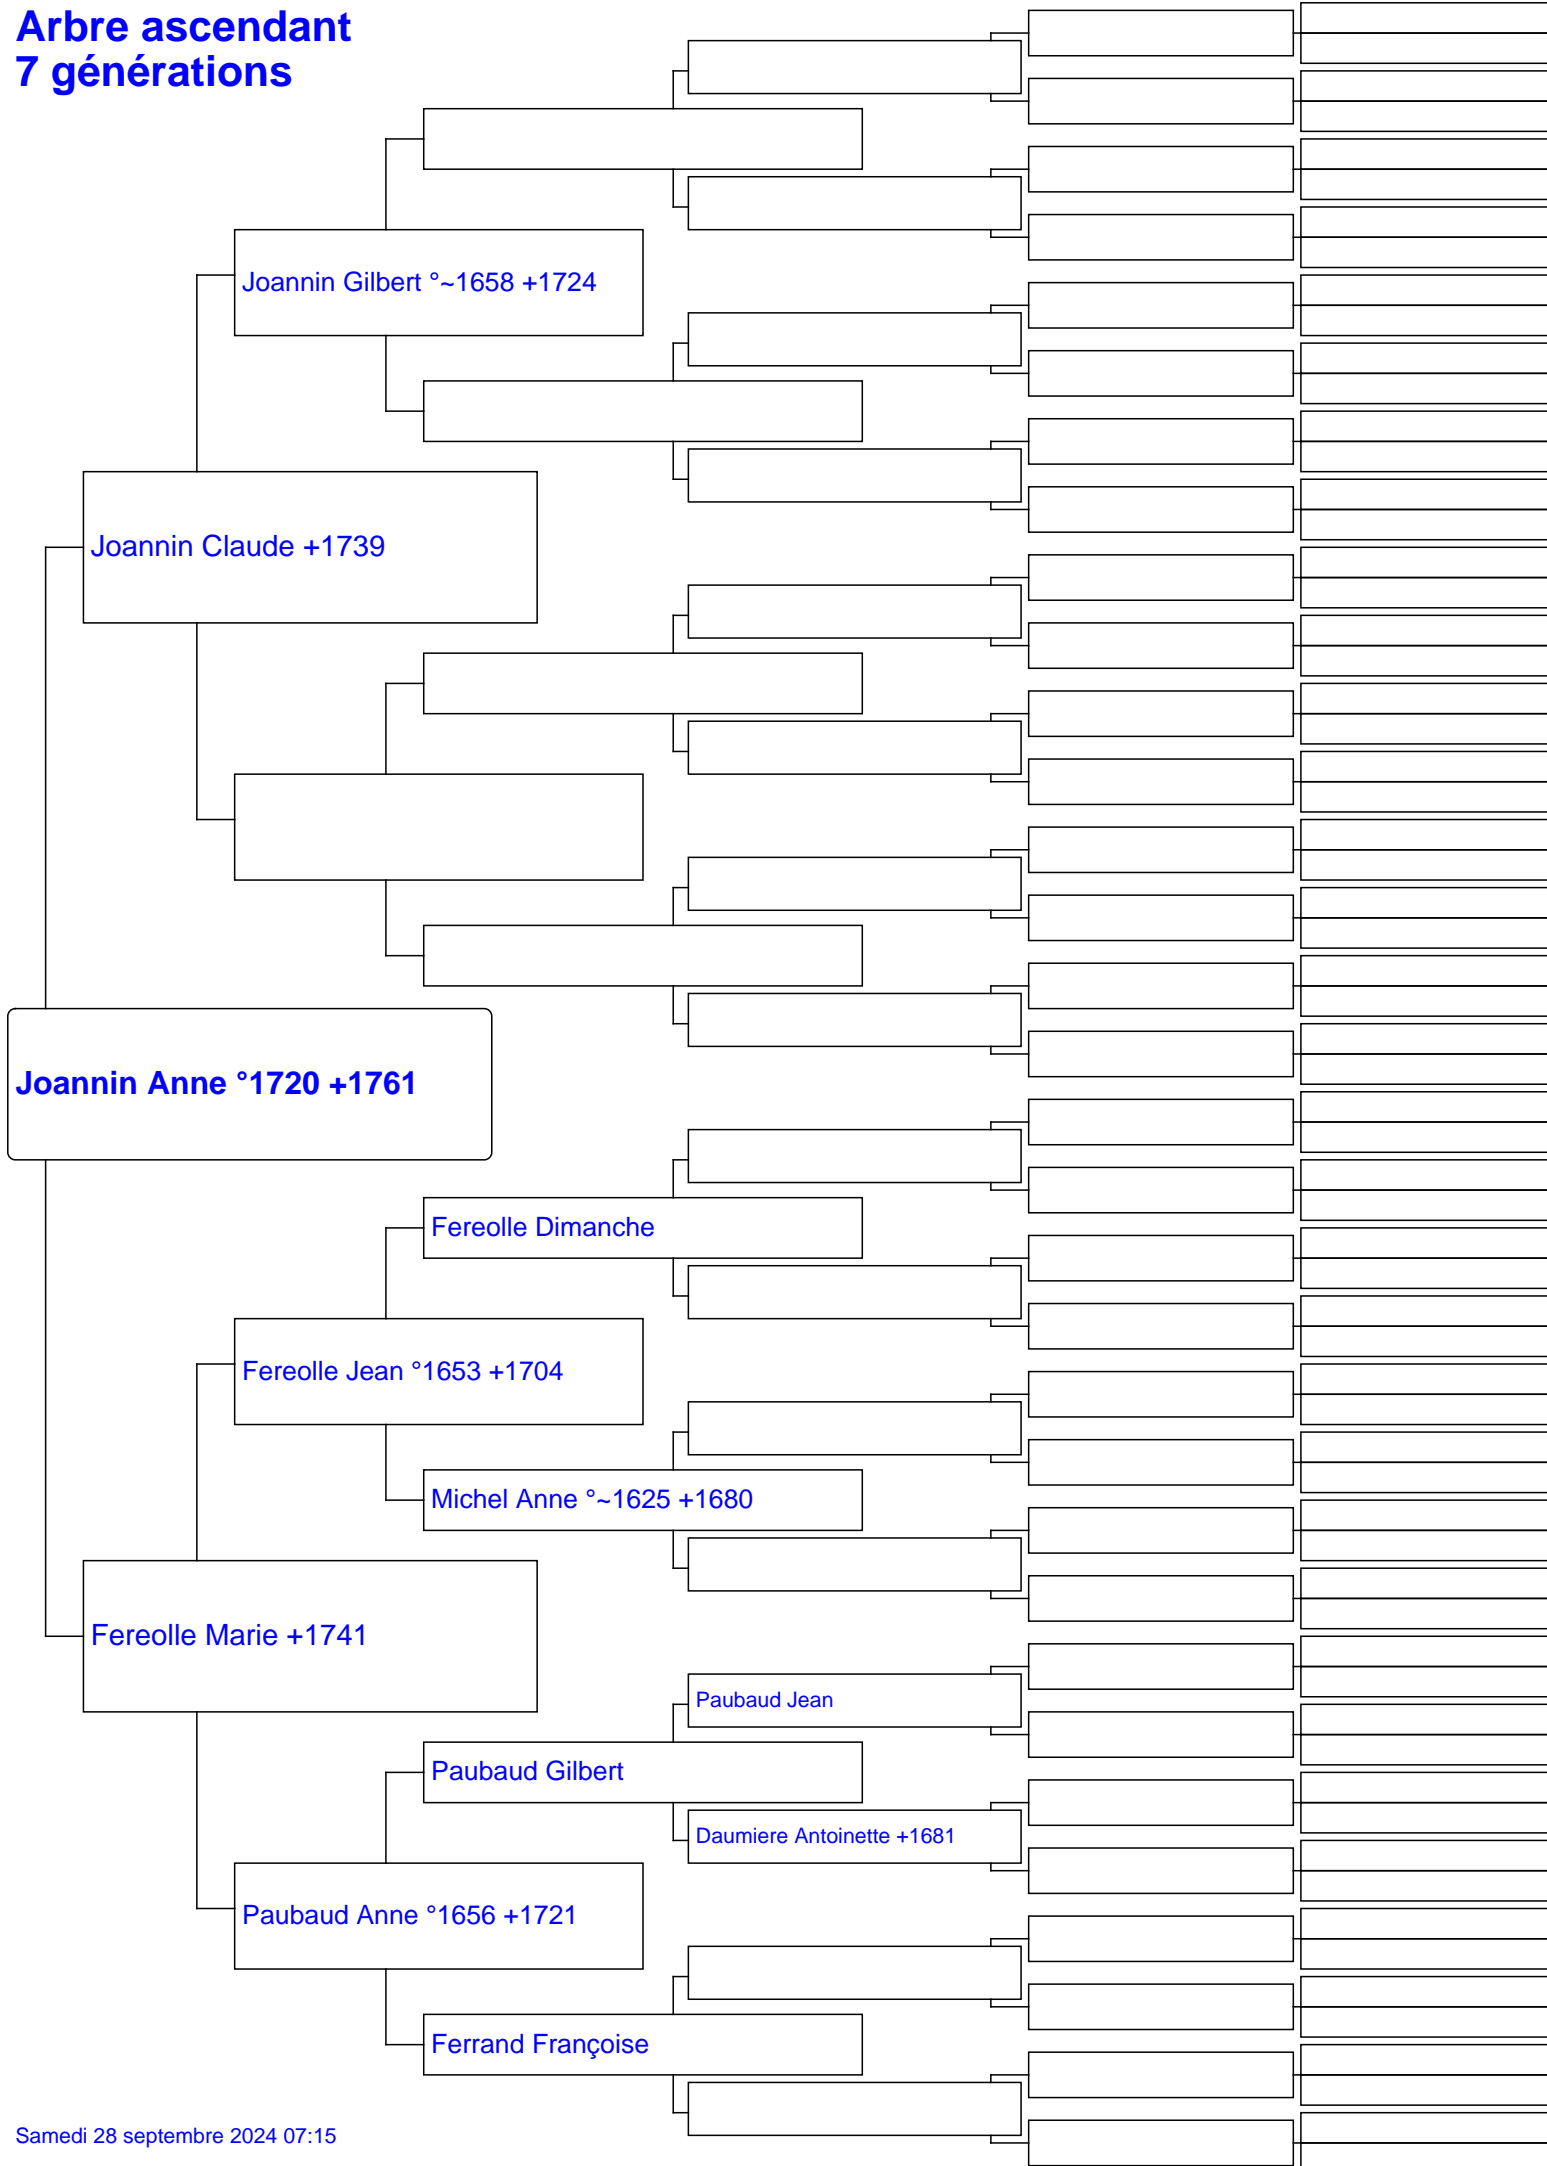 Arbre ascendant
7 générations
Joannin Gilbert °~1658 +1724
Joannin Claude +1739
Joannin Anne °1720 +1761
Fereolle Dimanche
Fereolle Jean °1653 +1704
Michel Anne °~1625 +1680
Fereolle Marie +1741
Paubaud Jean
Paubaud Gilbert
Daumiere Antoinette +1681
Paubaud Anne °1656 +1721
Ferrand Françoise
Samedi 28 septembre 2024 07:15